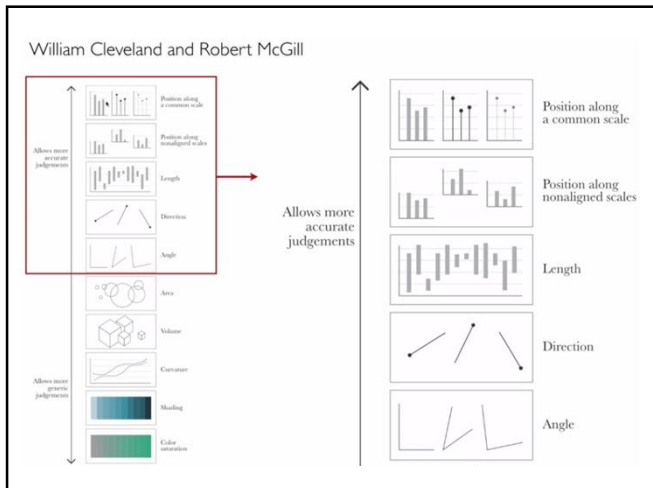 William Cleveland and Robert McGill
Allows more
accurate
judgements
Position along
a common scale
Position along
nonaligned scales
Length
Direction
Angle
Area
Volume
Curvature
Shading
Color
saturation
Allows more
generic
judgements
Allows more
accurate
judgements
Position along
a common scale
Position along
nonaligned scales
Length
Direction
Angle